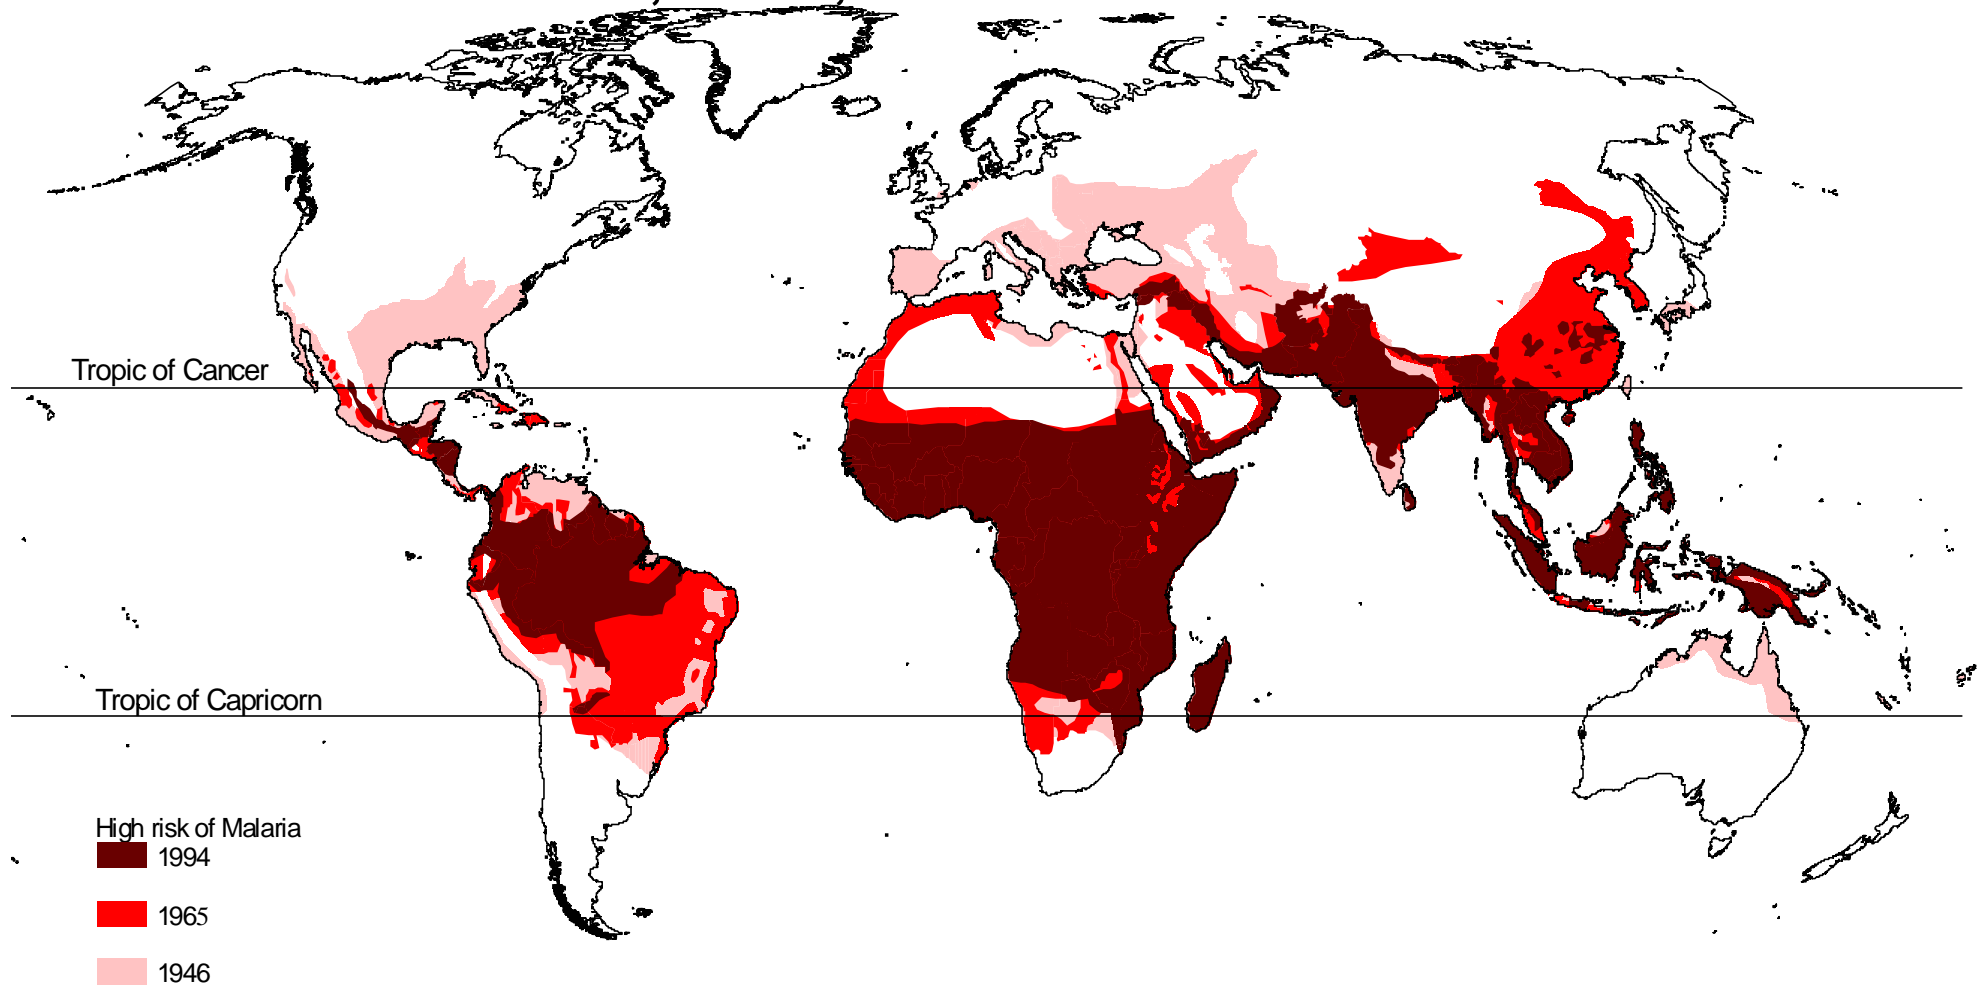 Tropic of Cancer
Tropic of Capricorn
High risk of Malaria
1994
1965
1946